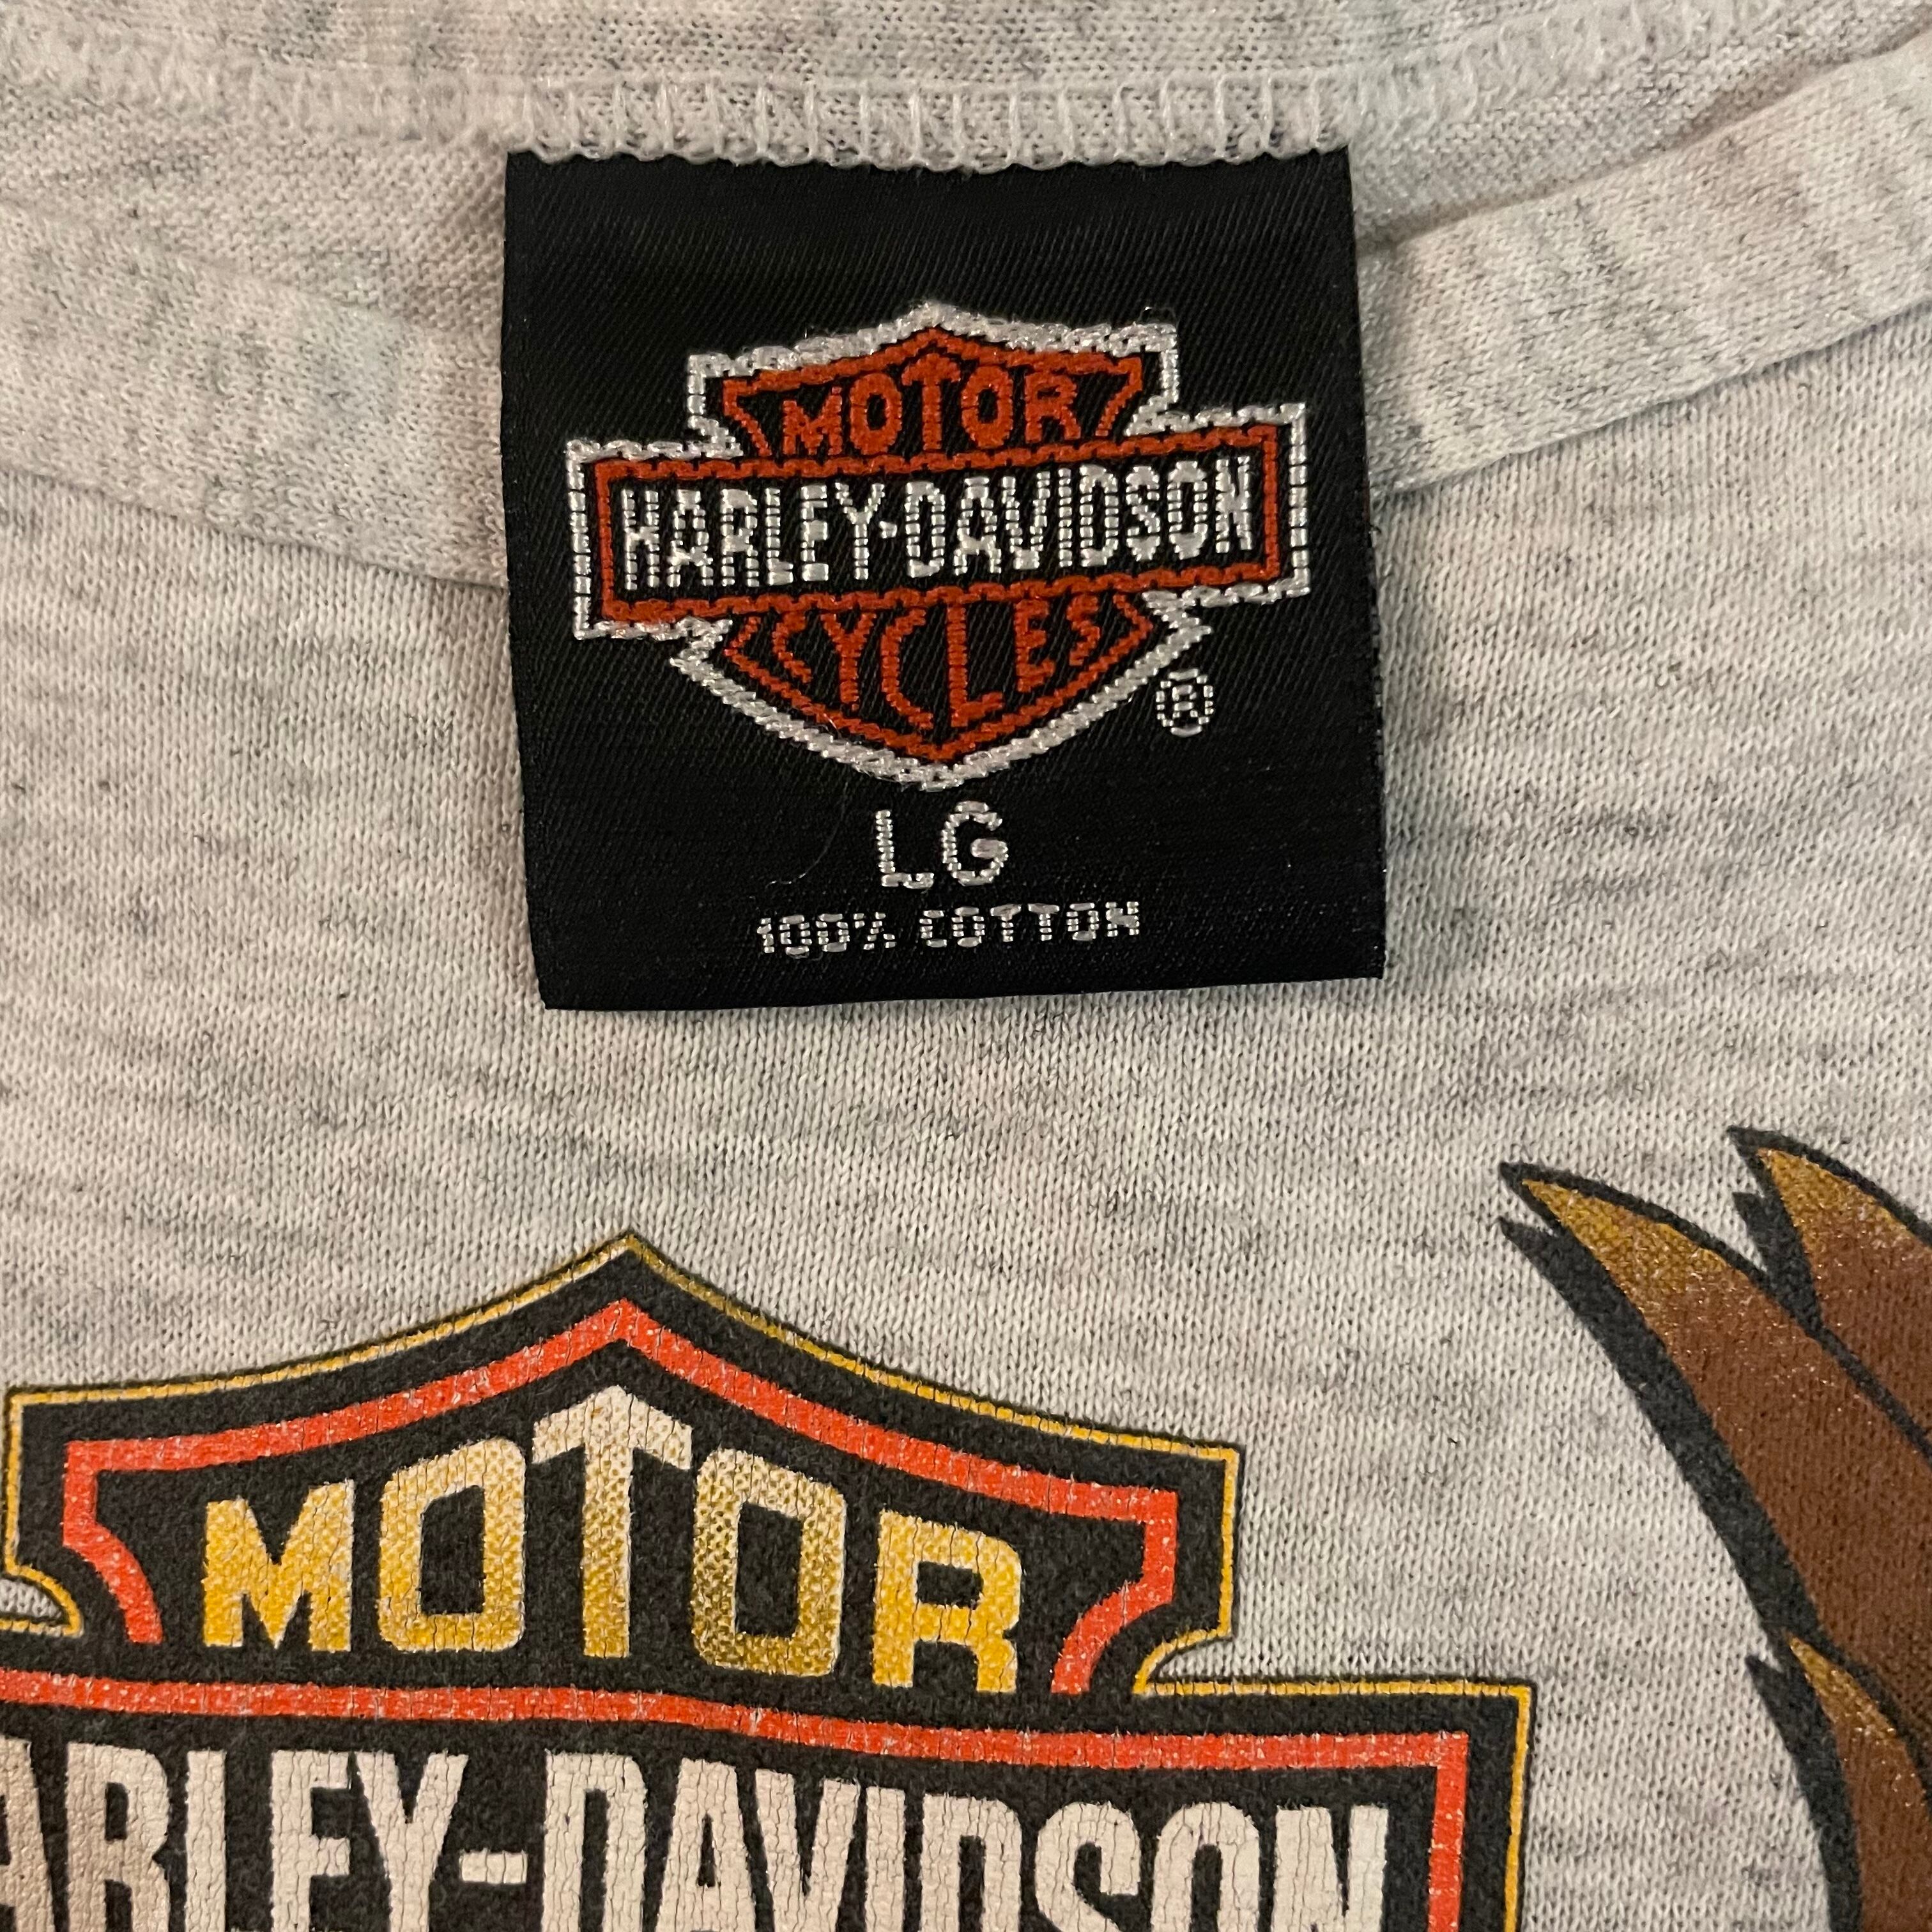 MOTOR
HARLEY-DAVIDSON
CYCLES
®
LG
100% COTTON
MOTOR
ARLEY-DAVIDSON